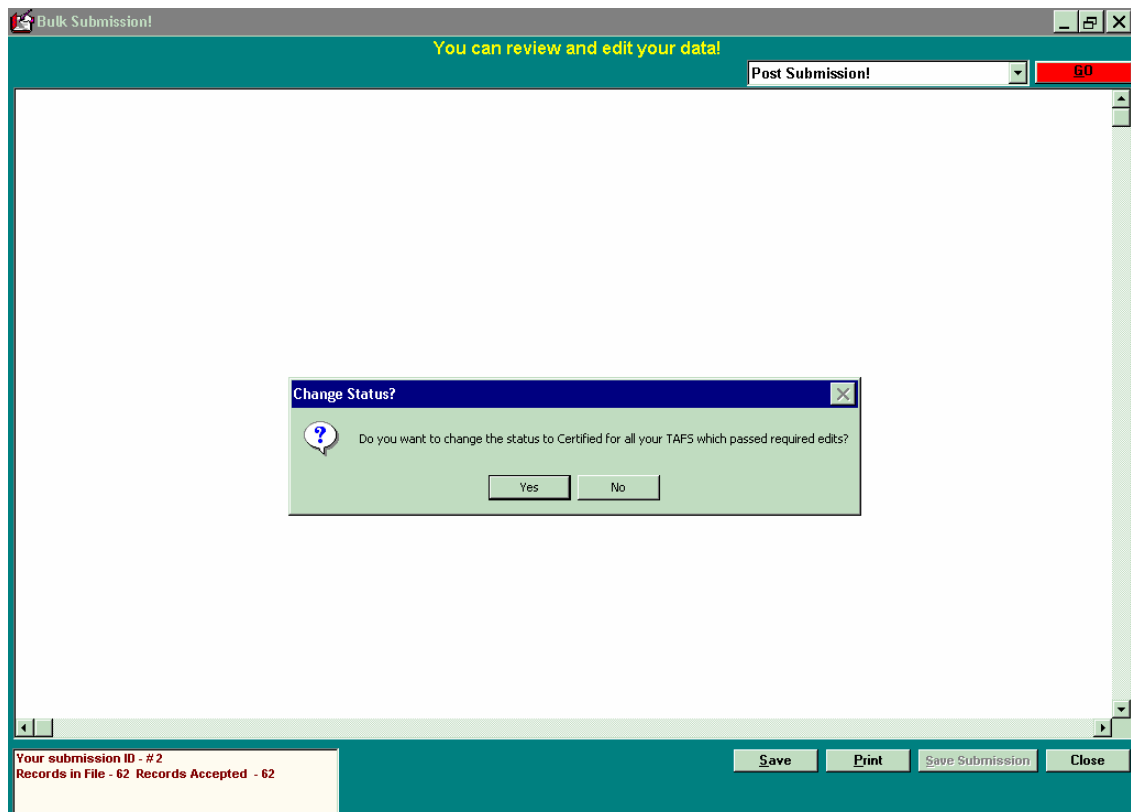 Bulk Submission!
You can review and edit your data!
Post Submission!
GO
Change Status?
Do you want to change the status to Certified for all your TAFS which passed required edits?
Yes No
Your submission ID - #2
Records in File - 62 Records Accepted - 62
Save Print Save Submission Close